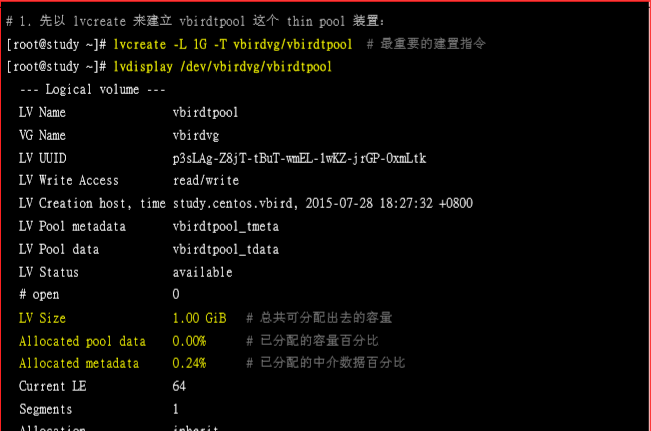 # 1. 先以 lvcreate 来建立 vbirdtpool 这个 thin pool 装置：
[root@study ~]# lvcreate -L 1G -T vbirdvg/vbirdtpool # 最重要的建置指令
[root@study ~]# lvdisplay /dev/vbirdvg/vbirdtpool
--- Logical volume ---
LV Name vbirdtpool
VG Name vbirdvg
LV UUID p3sLAg-Z8jT-tBuT-wmEL-1wKZ-jrGP-0xmLtk
LV Write Access read/write
LV Creation host, time study.centos.vbird, 2015-07-28 18:27:32 +0800
LV Pool metadata vbirdtpool_tmeta
LV Pool data vbirdtpool_tdata
LV Status available
# open 0
LV Size 1.00 GiB # 总共可分配出去的容量
Allocated pool data 0.00% # 已分配的容量百分比
Allocated metadata 0.24% # 已分配的中介数据百分比
Current LE 64
Segments 1
Allocation inherit